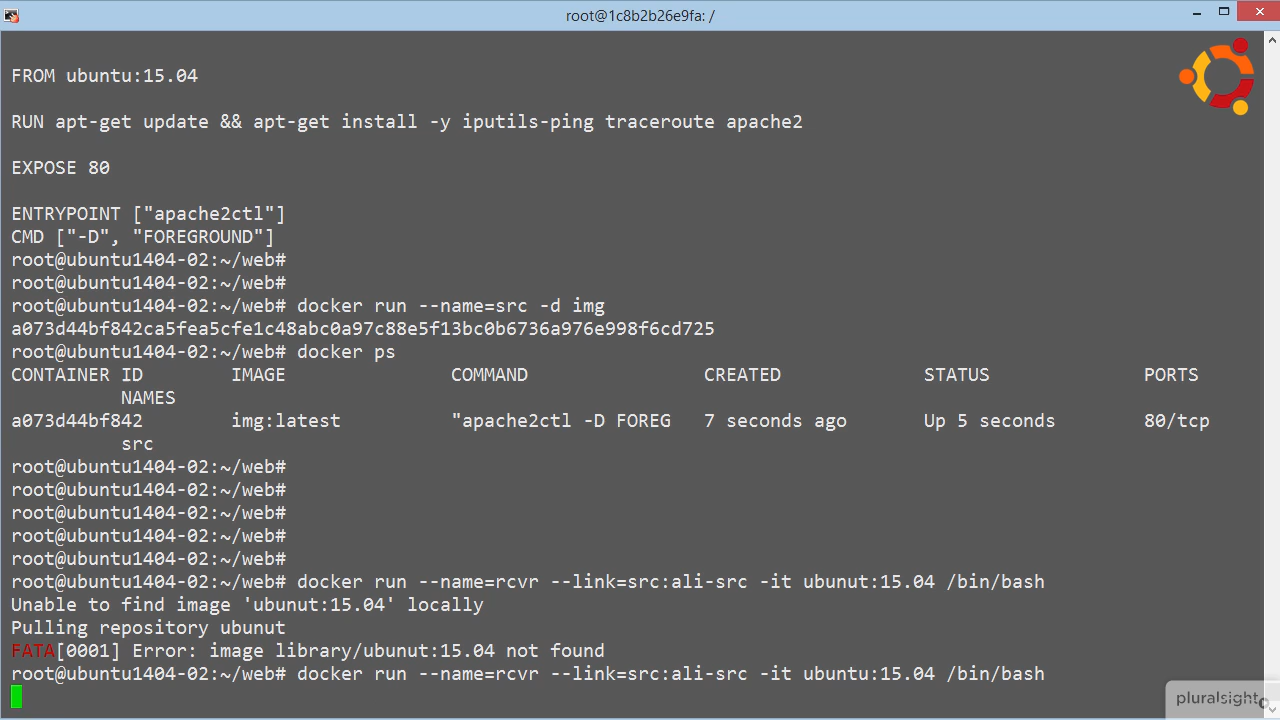 root@1c8b2b26e9fa: /
FROM ubuntu:15.04
RUN apt-get update && apt-get install -y iputils-ping traceroute apache2
EXPOSE 80
ENTRYPOINT ["apache2ctl"]
CMD ["-D", "FOREGROUND"]
root@ubuntu1404-02:~/web#
root@ubuntu1404-02:~/web#
root@ubuntu1404-02:~/web# docker run --name=src -d img
a073d44bf842ca5fea5cfe1c48abc0a97c88e5f13bc0b6736a976e998f6cd725
root@ubuntu1404-02:~/web# docker ps
CONTAINER ID IMAGE COMMAND CREATED STATUS PORTS
NAMES
a073d44bf842 img:latest "apache2ctl -D FOREG 7 seconds ago Up 5 seconds 80/tcp
src
root@ubuntu1404-02:~/web#
root@ubuntu1404-02:~/web#
root@ubuntu1404-02:~/web#
root@ubuntu1404-02:~/web#
root@ubuntu1404-02:~/web#
root@ubuntu1404-02:~/web# docker run --name=rcvr --link=src:ali-src -it ubunut:15.04 /bin/bash
Unable to find image 'ubunut:15.04' locally
Pulling repository ubunut
FATA[0001] Error: image library/ubunut:15.04 not found
root@ubuntu1404-02:~/web# docker run --name=rcvr --link=src:ali-src -it ubuntu:15.04 /bin/bash
pluralsight